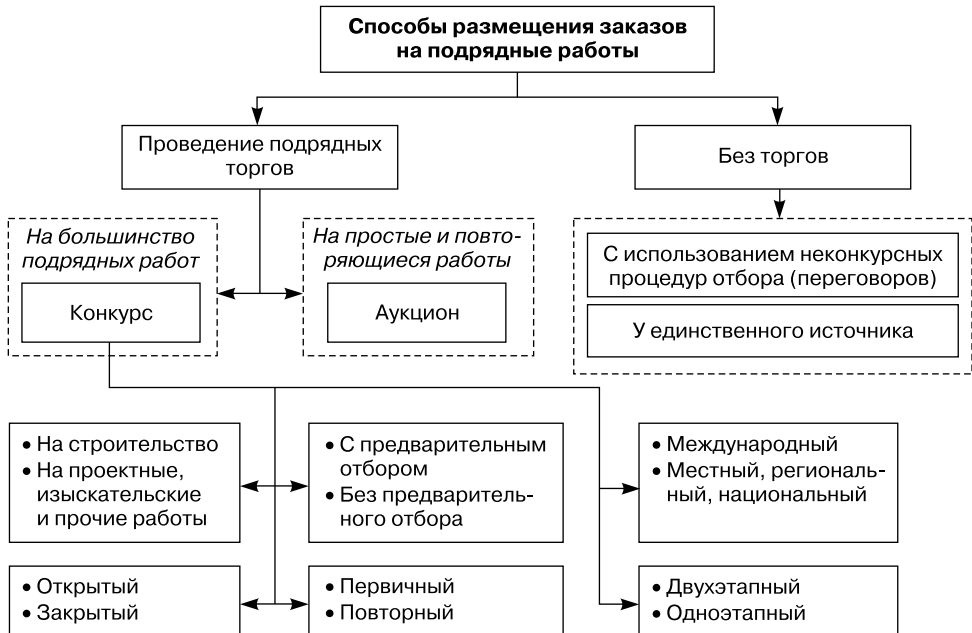 Способы размещения заказов
на подрядные работы
Проведение подрядных
торгов
Без торгов
На большинство
подрядных работ
Конкурс
На простые и повто-
ряющиеся работы
Аукцион
С использованием неконкурсных
процедур отбора (переговоров)
У единственного источника
• На строительство
• На проектные,
изыскательские
и прочие работы
• С предварительным
отбором
• Без предваритель-
ного отбора
• Международный
• Местный, региональ-
ный, национальный
• Открытый
• Закрытый
• Первичный
• Повторный
• Двухэтапный
• Одноэтапный